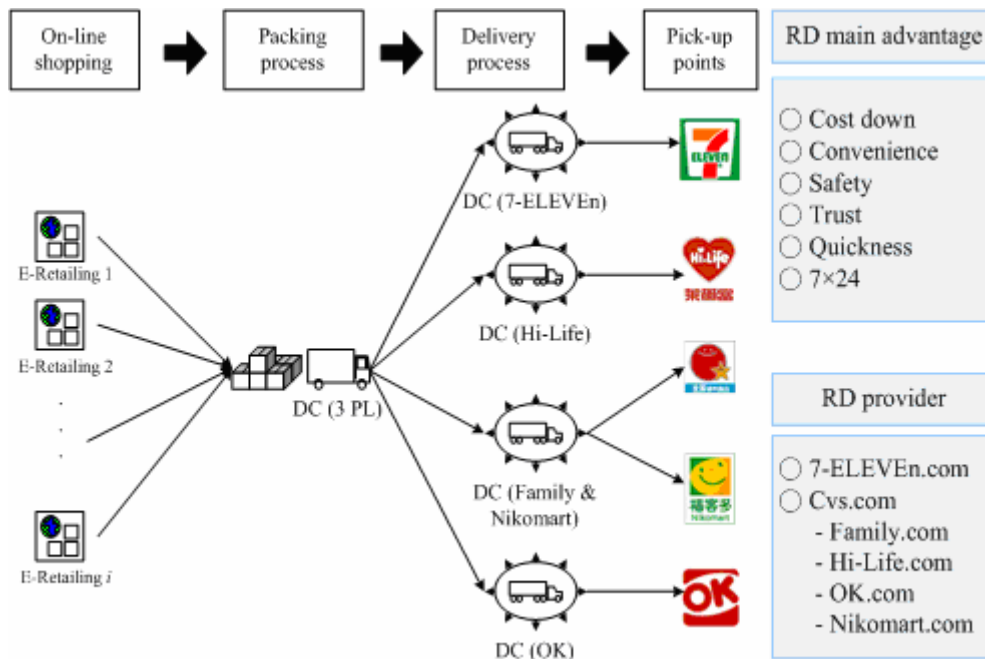 On-line
shopping
Packing
process
Delivery
process
Pick-up
points
RD main advantage
Cost down
Convenience
Safety
Trust
Quickness
7×24
RD provider
7-ELEVEn.com
Cvs.com
- Family.com
- Hi-Life.com
- OK.com
- Nikomart.com
E-Retailing 1
E-Retailing 2
.
.
.
E-Retailing i
DC (3 PL)
DC (7-ELEVEn)
DC (Hi-Life)
DC (Family &
Nikomart)
DC (OK)
7
ELEVEn
Hi-Life
萊爾富
福客多
Nikomart
OK